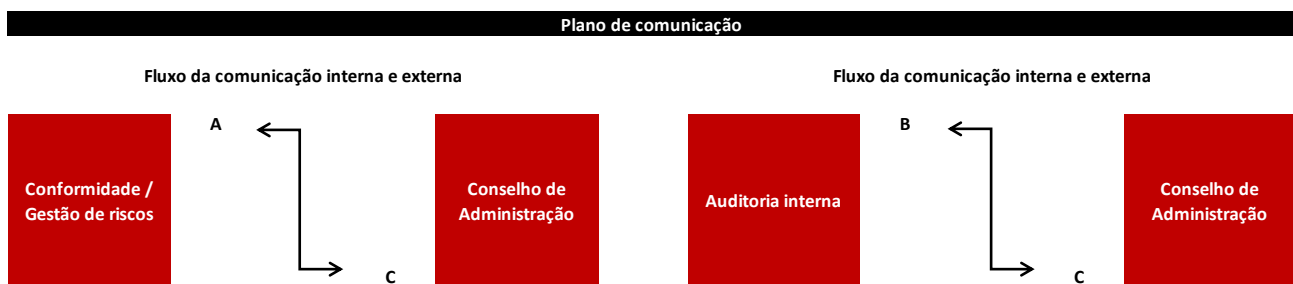 Plano de comunicação
Fluxo da comunicação interna e externa
Conformidade /
Gestão de riscos
A
C
Conselho de
Administração
Fluxo da comunicação interna e externa
Auditoria interna
B
C
Conselho de
Administração